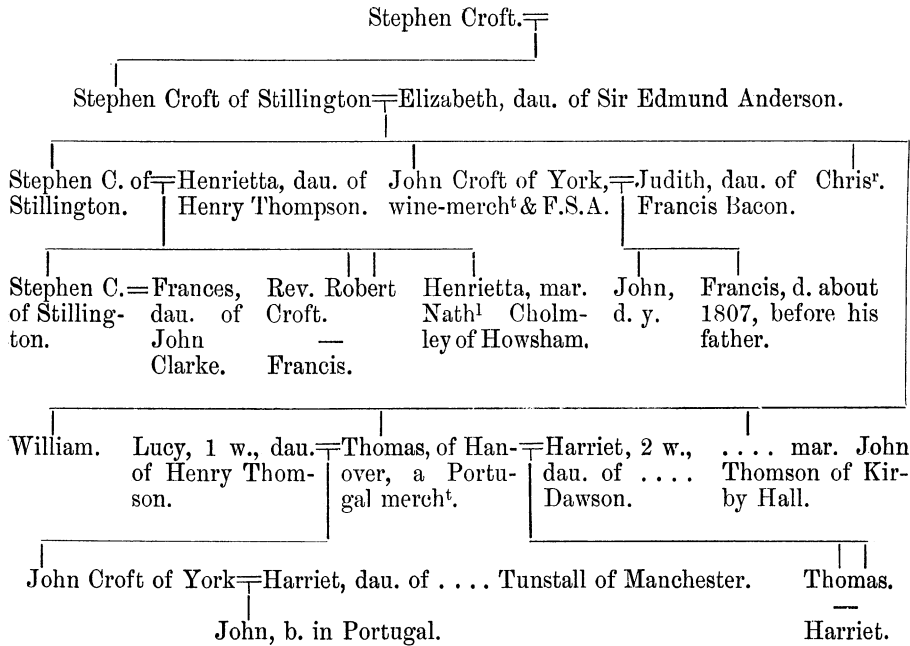 Stephen Croft.
Stephen Croft of Stillington Elizabeth, dau. of Sir Edmund Anderson.
Stephen C. of Henrietta, dau. of John Croft of York, Judith, dau. of Chrisʳ.
Stillington. Henry Thompson. wine-merchᵗ & F.S.A. Francis Bacon.
Stephen C. = Frances, Rev. Robert Henrietta, mar. John, Francis, d. about
of Stilling- dau. of Croft. Nathˡ Cholm- d. y. 1807, before his
ton. John — ley of Howsham. father.
Clarke. Francis.
William. Lucy, 1 w., dau. Thomas, of Han- Harriet, 2 w., .... mar. John
of Henry Thom- over, a Portu- dau. of .... Thomson of Kir-
son. gal merchᵗ. Dawson. by Hall.
John Croft of York Harriet, dau. of .... Tunstall of Manchester. Thomas.
—
John, b. in Portugal. Harriet.